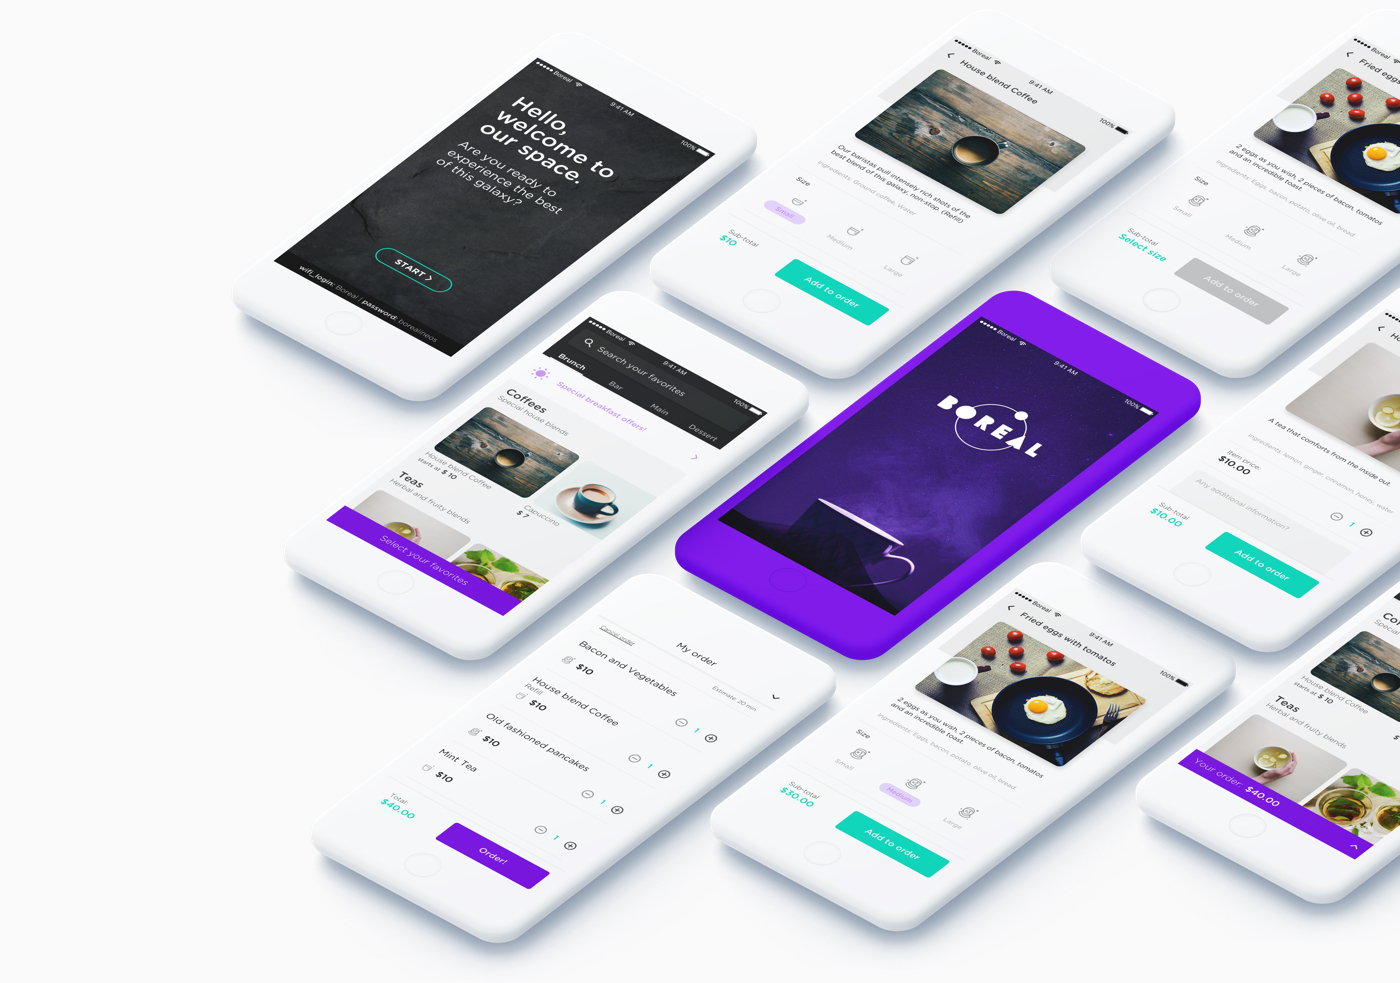 Boreal
9:41 AM
100%
Hello,
welcome to
our space.
Are you ready to
experience the best
of this galaxy?
START >
wifi_login: Boreal | password: borealineos
Boreal
9:41 AM
100%
House blend Coffee
Our baristas pull intensely rich shots of the
best blend of this galaxy, non-stop. (Refill)
Ingredients: Ground coffee, Water
Size
Small
Medium
Large
Sub-total
$10
Add to order
Boreal
Fried eggs
2 eggs as you wish, 2 pieces of bacon, tomatos
and an incredible toast
Ingredients: Eggs, bacon, potato, olive oil, bread
Size
Small
Medium
Large
Sub-total
Select size
Add to order
Boreal
9:41 AM
100%
Search your favorites
Brunch
Bar
Main
Dessert
Special breakfast offers!
Coffees
Special house blends
House blend Coffee
starts at $ 10
Capuccino
$ 7
Teas
Herbal and fruity blends
Select your favorites
Boreal
9:41 AM
100%
BOREAL
A tea that comforts from the inside out
Ingredients: lemon, ginger, cinnamon, honey, water
Item price
$10.00
1
Any additional information?
Sub-total
$10.00
Add to order
Cancel order
My order
Estimate: 20 min
Bacon and Vegetables
$10
1
House blend Coffee
Refill
$10
1
Old fashioned pancakes
$10
1
Mint Tea
$10
1
Total
$40.00
Order!
Boreal
9:41 AM
100%
Fried eggs with tomatos
2 eggs as you wish, 2 pieces of bacon, tomatos
and an incredible toast
Ingredients: Eggs, bacon, potato, olive oil, bread
Size
Small
Medium
Large
Sub-total
$30.00
Add to order
House blend Coffee
starts at $ 10
Teas
Herbal and fruity blends
Your order: $40.00